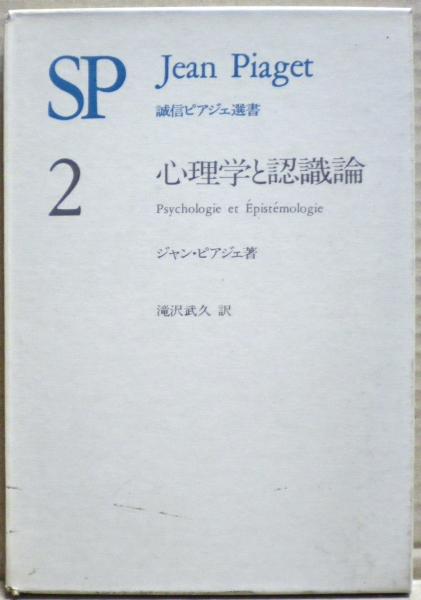 SP
Jean Piaget
誠信ピアジェ選書
2
心理学と認識論
Psychologie et Épistémologie
ジャン・ピアジェ著
滝沢武久 訳